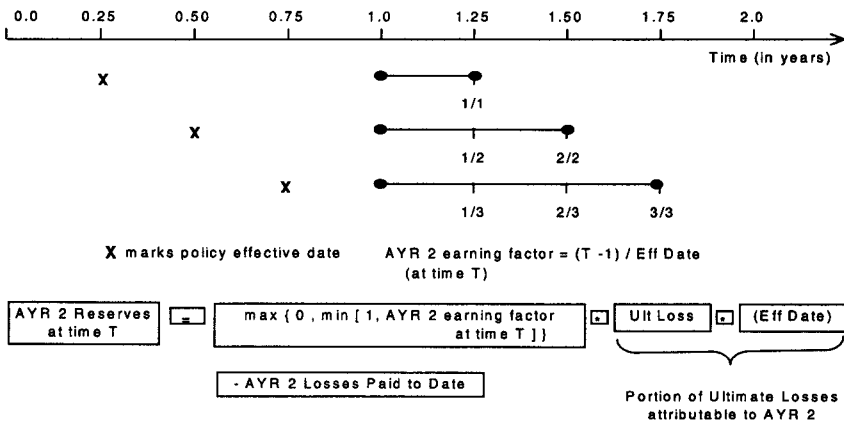 0.0 0.25 0.50 0.75 1.0 1.25 1.50 1.75 2.0
Time (in years)
X
1/1
X
1/2 2/2
X
1/3 2/3 3/3
X marks policy effective date
AYR 2 earning factor = (T -1) / Eff Date
(at time T)
AYR 2 Reserves
at time T
=
max { 0 , min [ 1, AYR 2 earning factor
at time T ] }
*
Ult Loss
*
(Eff Date)
- AYR 2 Losses Paid to Date
Portion of Ultimate Losses
attributable to AYR 2